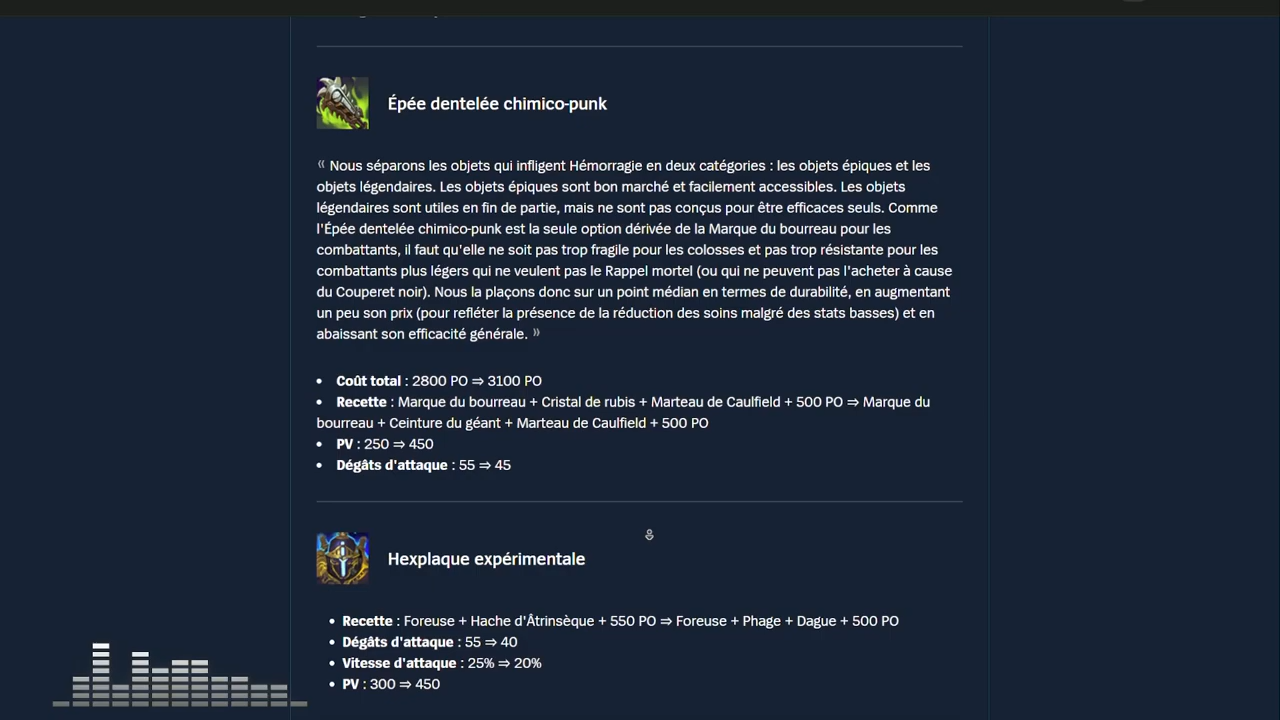 Épée dentelée chimico-punk
« Nous séparons les objets qui infligent Hémorragie en deux catégories : les objets épiques et les
objets légendaires. Les objets épiques sont bon marché et facilement accessibles. Les objets
légendaires sont utiles en fin de partie, mais ne sont pas conçus pour être efficaces seuls. Comme
l'Épée dentelée chimico-punk est la seule option dérivée de la Marque du bourreau pour les
combattants, il faut qu'elle ne soit pas trop fragile pour les colosses et pas trop résistante pour les
combattants plus légers qui ne veulent pas le Rappel mortel (ou qui ne peuvent pas l'acheter à cause
du Couperet noir). Nous la plaçons donc sur un point médian en termes de durabilité, en augmentant
un peu son prix (pour refléter la présence de la réduction des soins malgré des stats basses) et en
abaissant son efficacité générale. »
• Coût total : 2800 PO ⇒ 3100 PO
• Recette : Marque du bourreau + Cristal de rubis + Marteau de Caulfield + 500 PO ⇒ Marque du
bourreau + Ceinture du géant + Marteau de Caulfield + 500 PO
• PV : 250 ⇒ 450
• Dégâts d'attaque : 55 ⇒ 45
Hexplaque expérimentale
• Recette : Foreuse + Hache d'Âtrinsèque + 550 PO ⇒ Foreuse + Phage + Dague + 500 PO
• Dégâts d'attaque : 55 ⇒ 40
• Vitesse d'attaque : 25% ⇒ 20%
• PV : 300 ⇒ 450